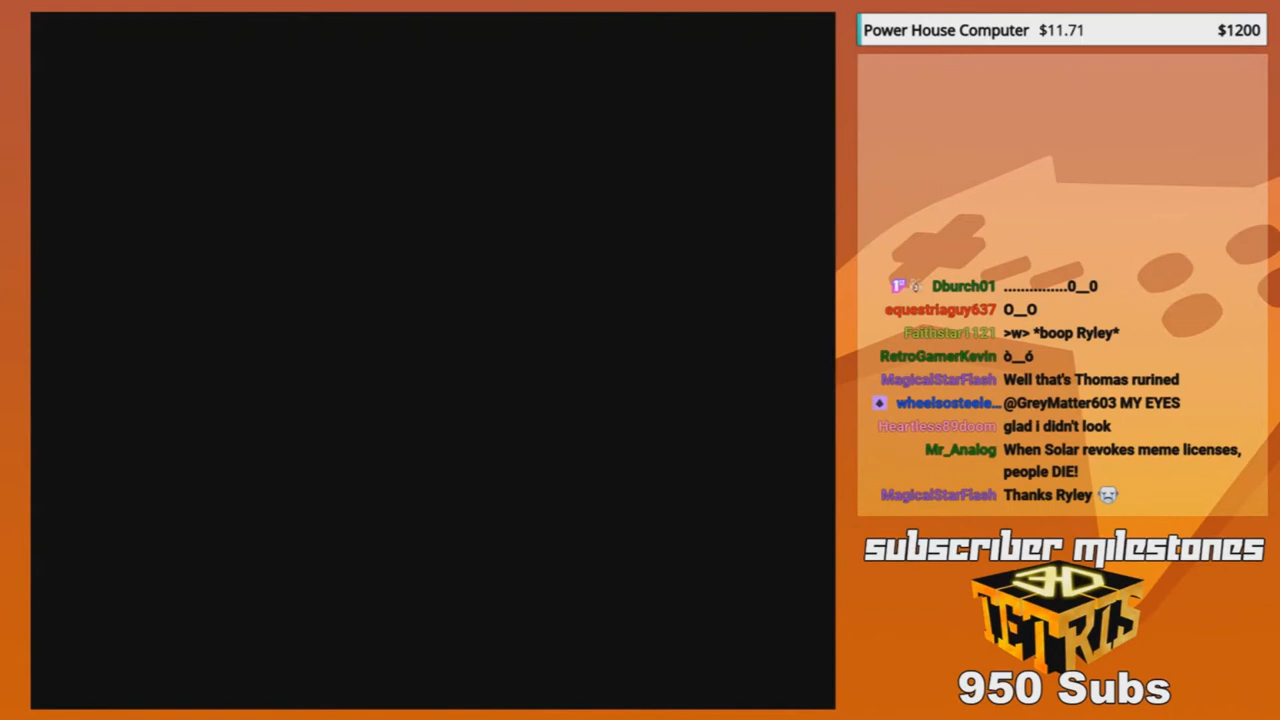 Power House Computer $11.71 $1200
Dburch01 ...............0__0
equestriaguy637 O__O
Faithstar1121 >w> *boop Ryley*
RetroGamerKevin ò__ó
MagicalStarFlash Well that's Thomas rurined
wheelsosteele... @GreyMatter603 MY EYES
Heartless89doom glad i didn't look
Mr_Analog When Solar revokes meme licenses,
people DIE!
MagicalStarFlash Thanks Ryley
subscriber milestones
3D
TETRIS
950 Subs